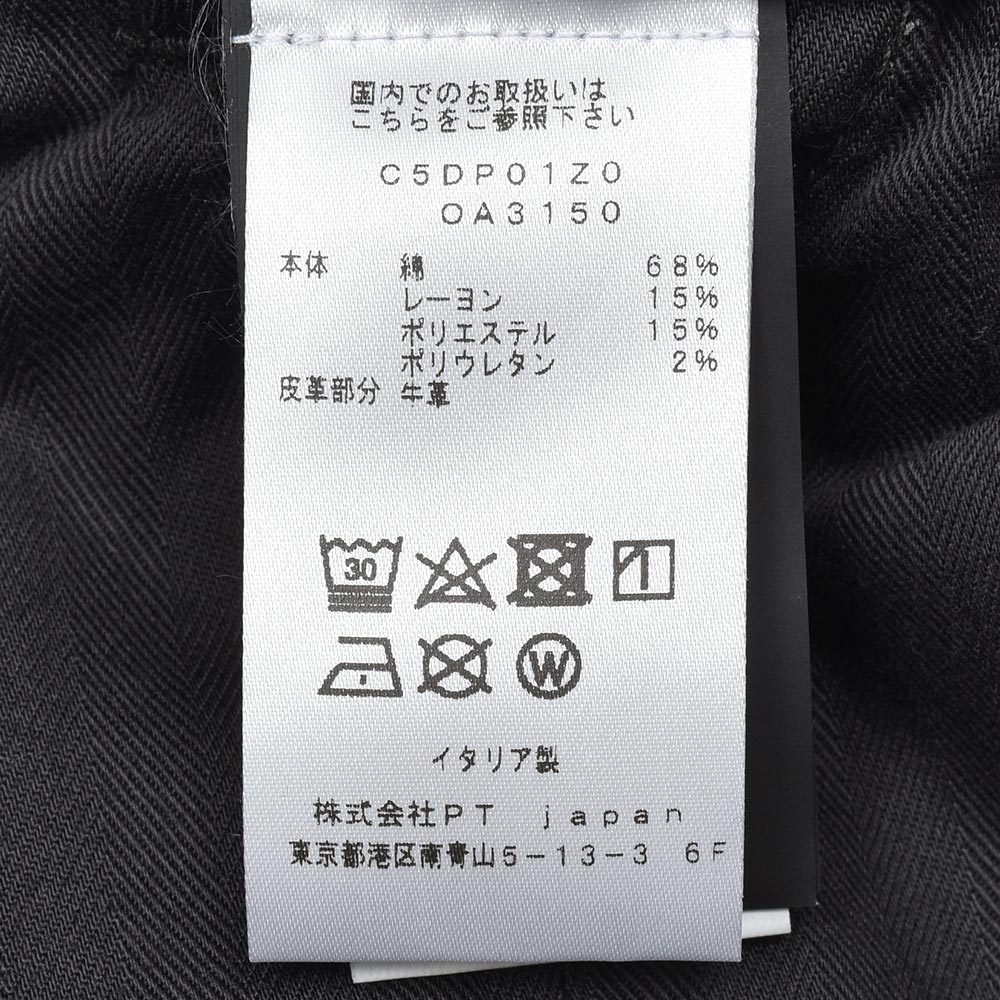 国内でのお取扱いは
こちらをご参照下さい
C5DP01Z0
OA3150
本体 綿 68%
レーヨン 15%
ポリエステル 15%
ポリウレタン 2%
皮革部分 牛革
30
W
イタリア製
株式会社PT japan
東京都港区南青山5-13-3 6F